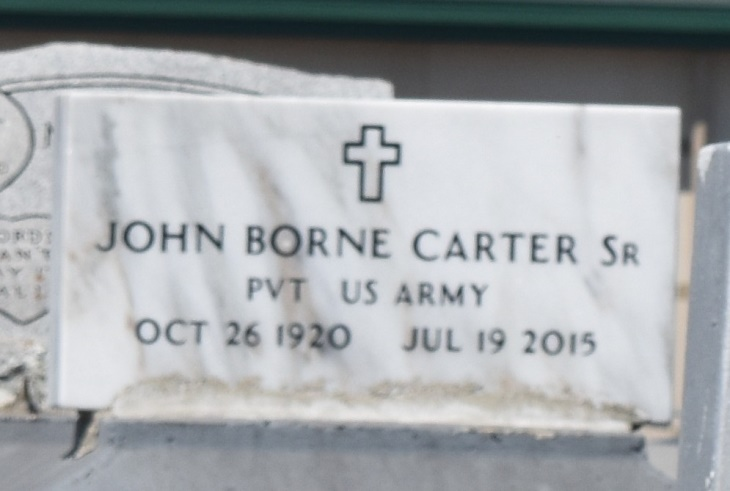 JOHN BORNE CARTER SR
PVT US ARMY
OCT 26 1920 JUL 19 2015